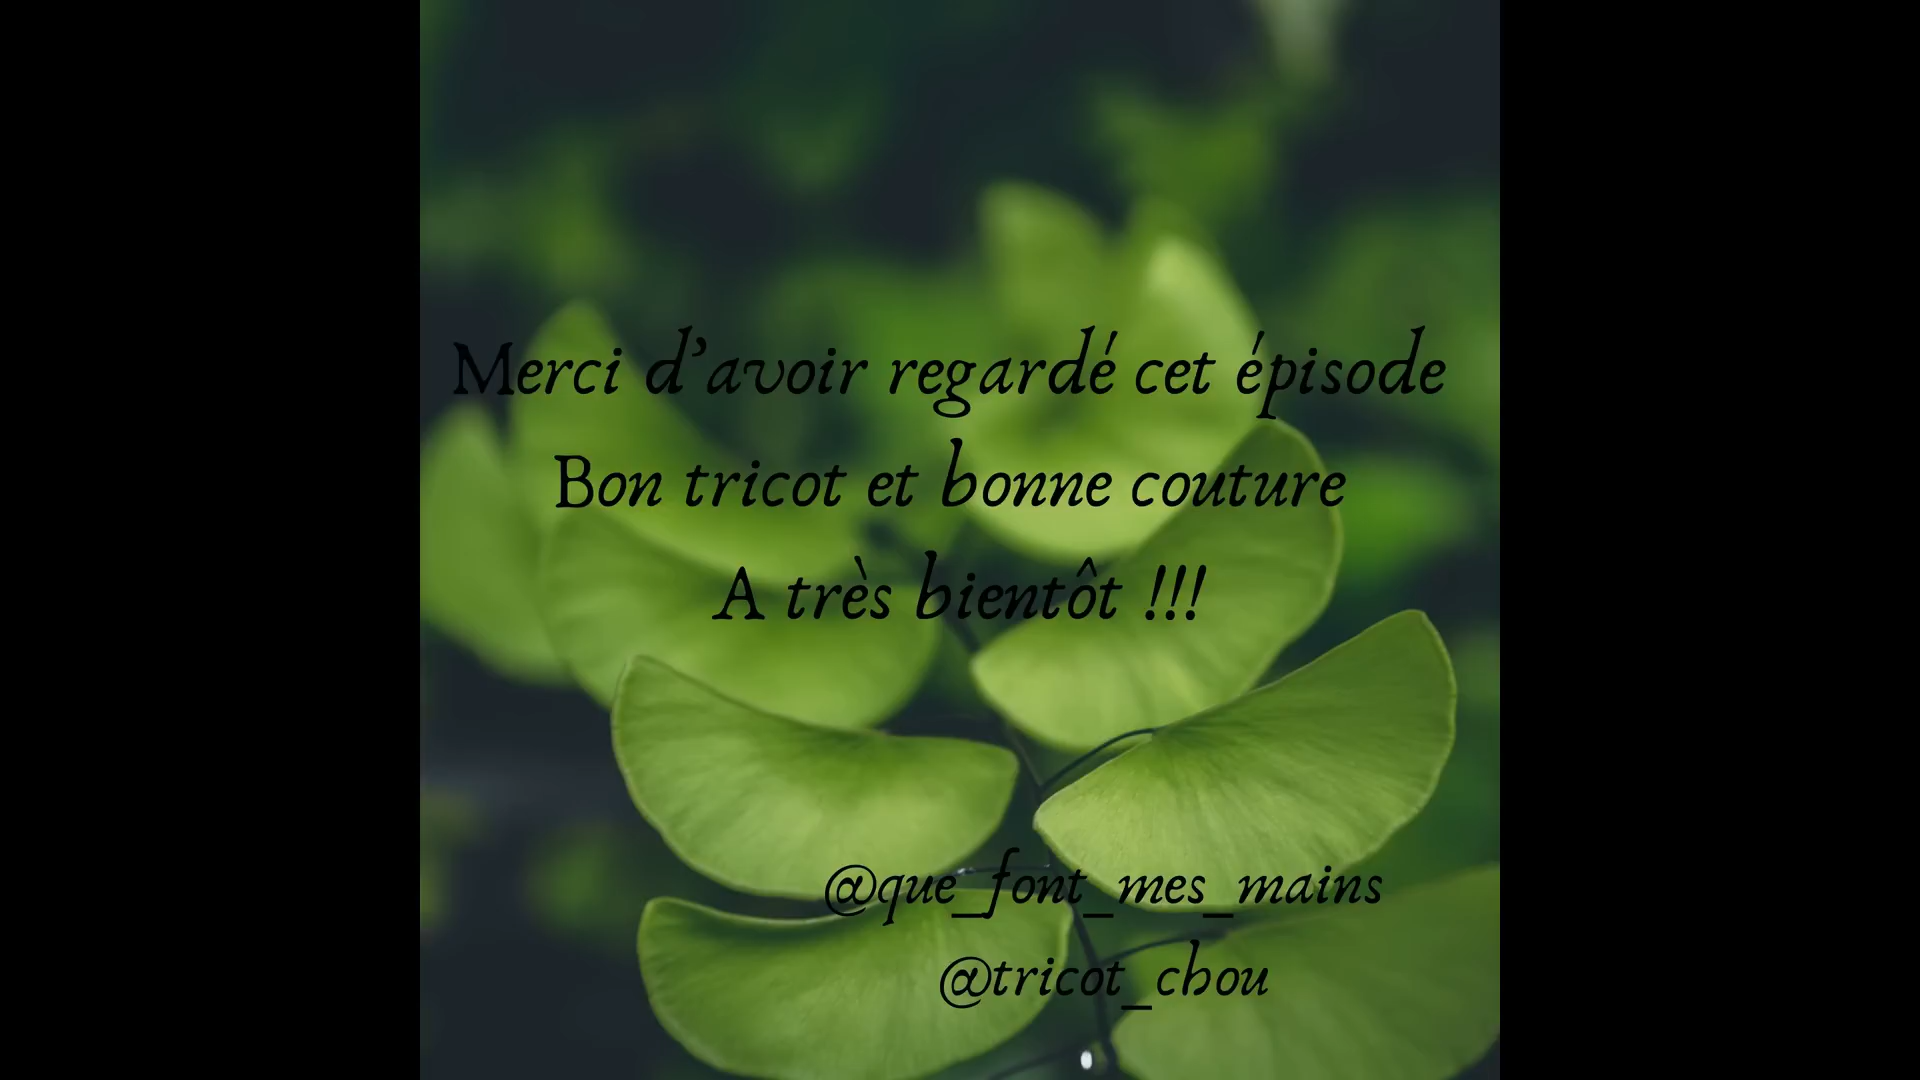 Merci d'avoir regardé cet épisode
Bon tricot et bonne couture
A très bientôt !!!
@que_font_mes_mains
@tricot_chou